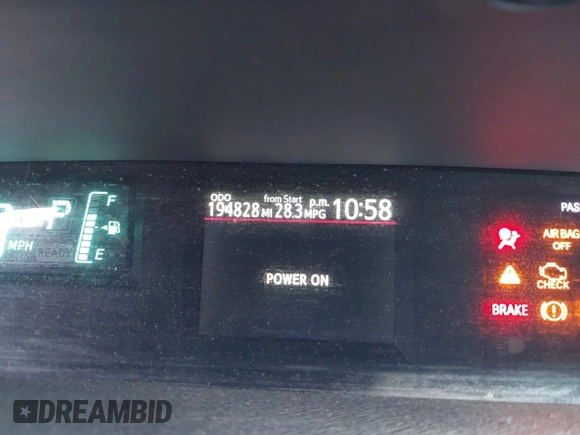 ODO from Start p.m.
194828 MI 28.3 MPG 10:58
POWER ON
F
P
MPH
READY
E
PAS
AIR BAG
OFF
CHECK
BRAKE
DREAMBID